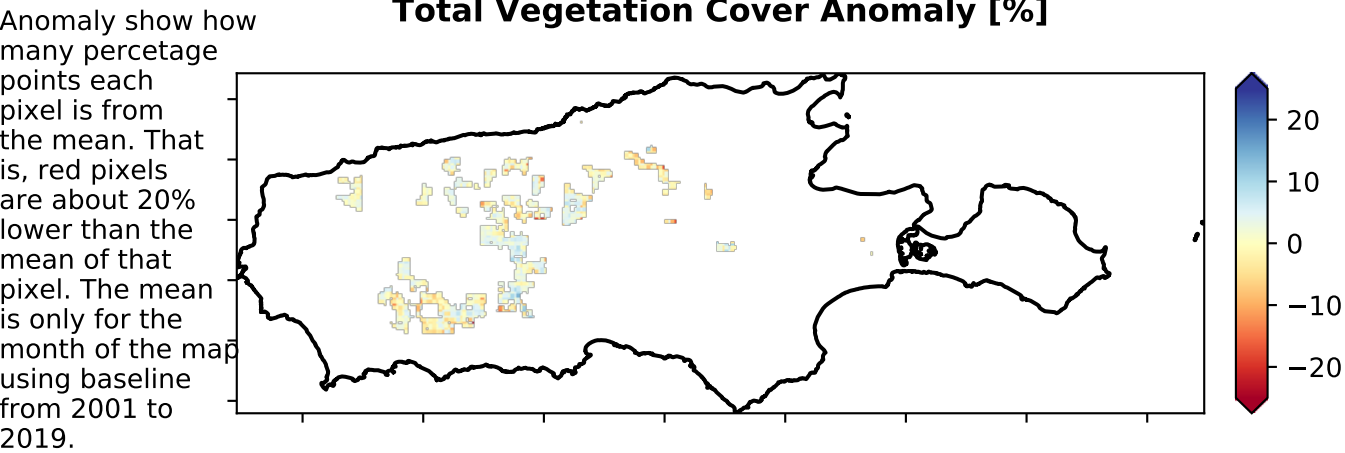 Total Vegetation Cover Anomaly [%]
Anomaly show how
many percetage
points each
pixel is from
the mean. That
is, red pixels
are about 20%
lower than the
mean of that
pixel. The mean
is only for the
month of the map
using baseline
from 2001 to
2019.
20
10
0
−10
−20